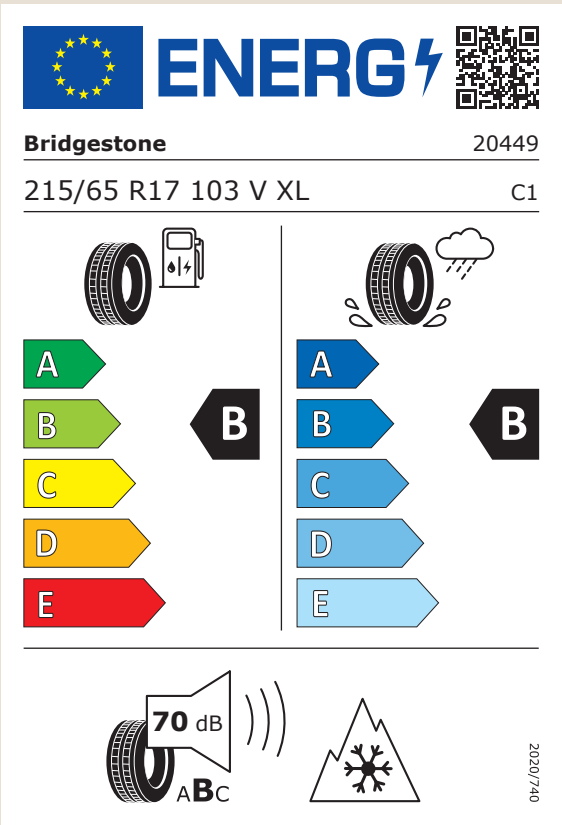 ENERG
Bridgestone 20449
215/65 R17 103 V XL C1
A A
B B B B
C C
D D
E E
70 dB
ABC
2020/740